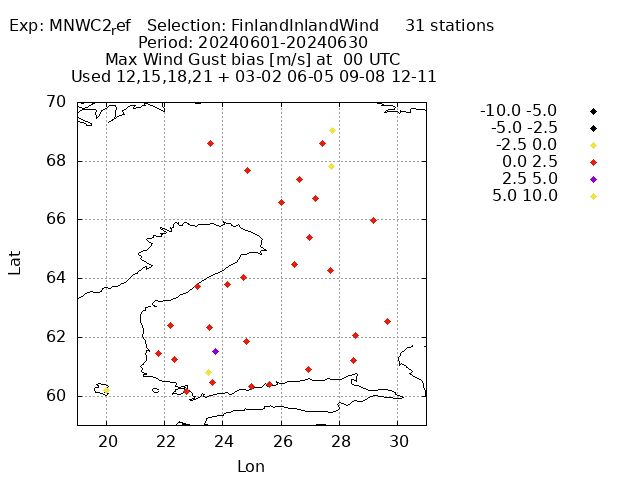 Exp: MNWC2ref Selection: FinlandInlandWind 31 stations
Period: 20240601-20240630
Max Wind Gust bias [m/s] at 00 UTC
Used 12,15,18,21 + 03-02 06-05 09-08 12-11
-10.0 -5.0
-5.0 -2.5
-2.5 0.0
0.0 2.5
2.5 5.0
5.0 10.0
70
68
66
64
62
60
Lat
20 22 24 26 28 30
Lon